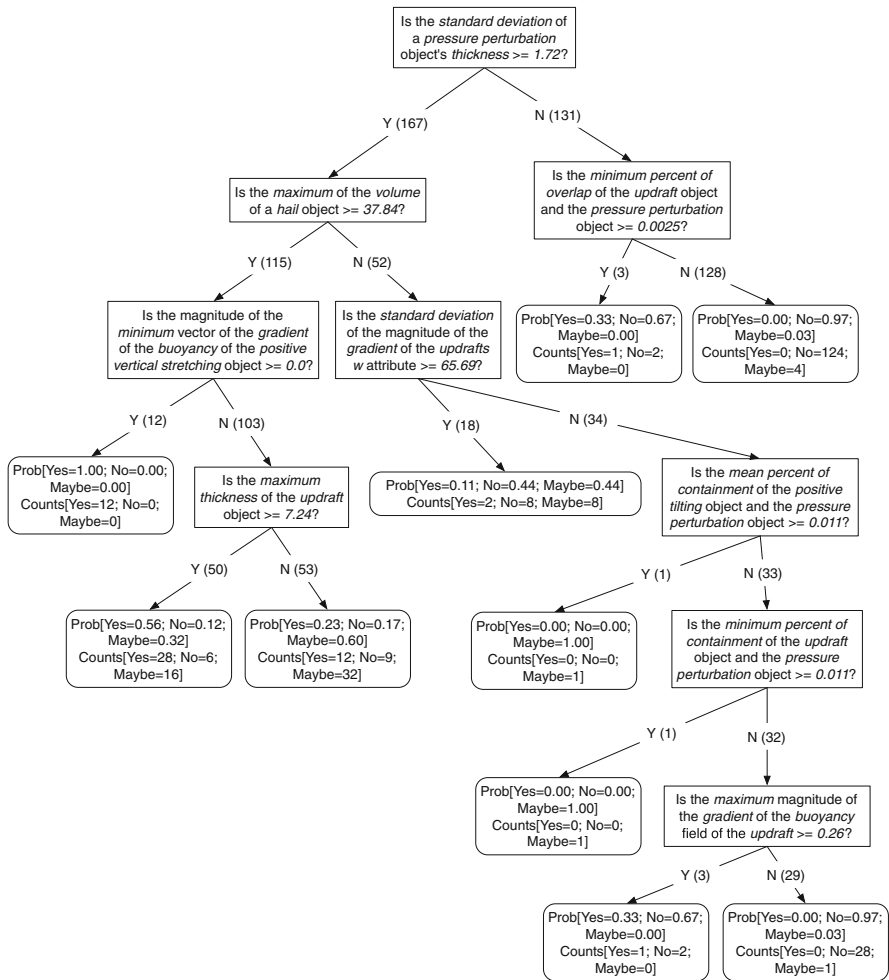 Is the standard deviation of
a pressure perturbation
object's thickness >= 1.72?
Y (167)
N (131)
Is the maximum of the volume
of a hail object >= 37.84?
Is the minimum percent of
overlap of the updraft object
and the pressure perturbation
object >= 0.0025?
Y (115)
N (52)
Y (3)
N (128)
Is the magnitude of the
minimum vector of the gradient
of the buoyancy of the positive
vertical stretching object
>= 0.0?
Is the standard deviation
of the magnitude of the
gradient of the updrafts
w attribute >= 65.69?
Prob[Yes=0.33; No=0.67;
Maybe=0.00]
Counts[Yes=1; No=2;
Maybe=0]
Prob[Yes=0.00; No=0.97;
Maybe=0.03]
Counts[Yes=0; No=124;
Maybe=4]
Y (12)
N (103)
Y (18)
N (34)
Prob[Yes=1.00; No=0.00;
Maybe=0.00]
Counts[Yes=12; No=0;
Maybe=0]
Is the maximum
thickness of the updraft
object >= 7.24?
Prob[Yes=0.11; No=0.44; Maybe=0.44]
Counts[Yes=2; No=8; Maybe=8]
Is the mean percent of
containment of the positive
tilting object and the pressure
perturbation object >= 0.011?
Y (50)
N (53)
Y (1)
N (33)
Prob[Yes=0.56; No=0.12;
Maybe=0.32]
Counts[Yes=28; No=6;
Maybe=16]
Prob[Yes=0.23; No=0.17;
Maybe=0.60]
Counts[Yes=12; No=9;
Maybe=32]
Prob[Yes=0.00; No=0.00;
Maybe=1.00]
Counts[Yes=0; No=0;
Maybe=1]
Is the minimum percent of
containment of the updraft
object and the pressure
perturbation object >= 0.011?
Y (1)
N (32)
Prob[Yes=0.00; No=0.00;
Maybe=1.00]
Counts[Yes=0; No=0;
Maybe=1]
Is the maximum magnitude of
the gradient of the buoyancy
field of the updraft >= 0.26?
Y (3)
N (29)
Prob[Yes=0.33; No=0.67;
Maybe=0.00]
Counts[Yes=1; No=2;
Maybe=0]
Prob[Yes=0.00; No=0.97;
Maybe=0.03]
Counts[Yes=0; No=28;
Maybe=1]